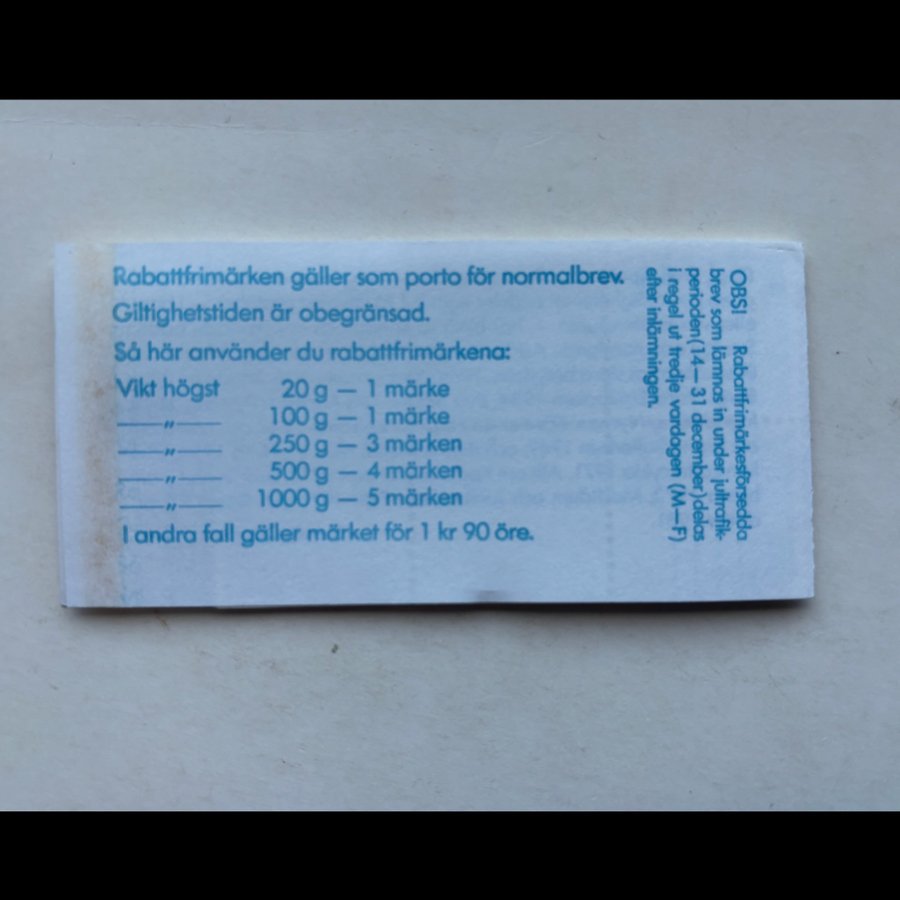 Rabattfrimärken gäller som porto för normalbrev.
Giltighetstiden är obegränsad.
Så här använder du rabattfrimärkena:
Vikt högst 20 g — 1 märke
—„— 100 g — 1 märke
—„— 250 g — 3 märken
—„— 500 g — 4 märken
—„— 1000 g — 5 märken
I andra fall gäller märket för 1 kr 90 öre.
OBS! Rabattfrimärkesförsedda
brev som lämnas in under jultrafik-
perioden (14—31 december) delas
i regel ut tredje vardagen (M—F)
efter inlämningen.